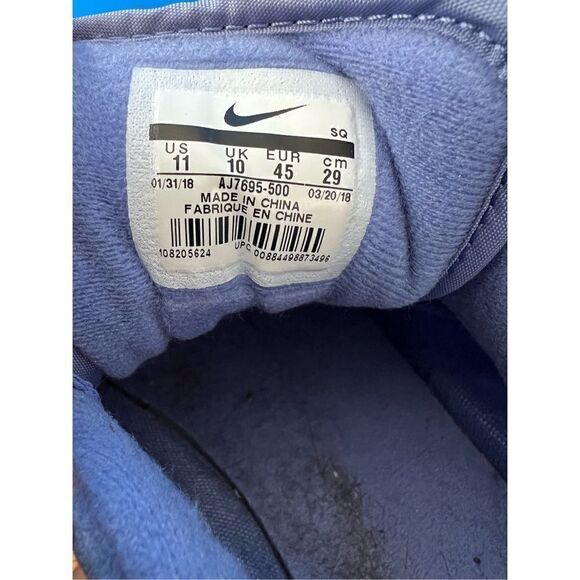 SQ
US UK EUR cm
11 10 45 29
01/31/18 AJ7695-500 03/20/18
MADE IN CHINA
FABRIQUE EN CHINE
108205624 UPC 00884498873496